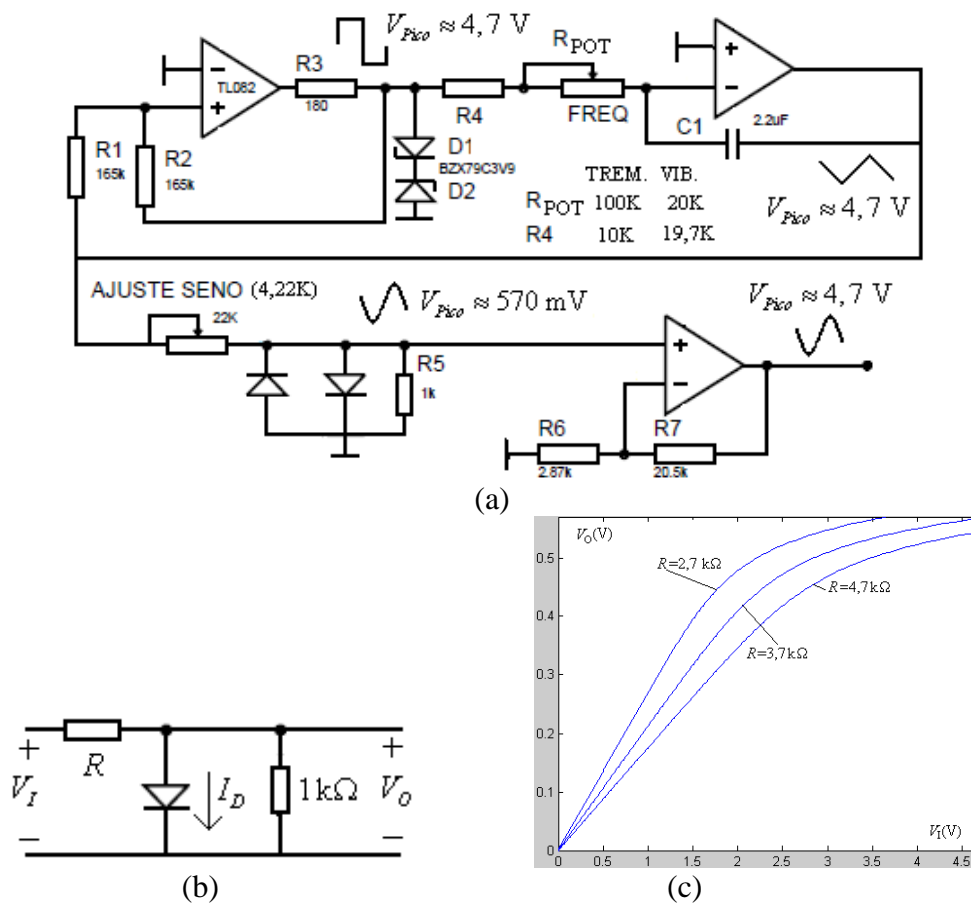 V_Pico ≈ 4,7 V
R_POT
TL082
R3
180
R4
FREQ
C1
2.2uF
R1
165k
R2
165k
D1
BZX79C3V9
D2
TREM. VIB.
R_POT 100K 20K
R4 10K 19,7K
V_Pico ≈ 4,7 V
AJUSTE SENO (4,22K)
22K
V_Pico ≈ 570 mV
V_Pico ≈ 4,7 V
R5
1k
R6
2.87k
R7
20.5k
(a)
+
V_I
−
R
I_D
1kΩ
+
V_O
−
(b)
V_O(V)
0.5
0.4
0.3
0.2
0.1
0
R=2,7 kΩ
R=4,7kΩ
R=3,7kΩ
V_I(V)
0 0.5 1 1.5 2 2.5 3 3.5 4 4.5
(c)